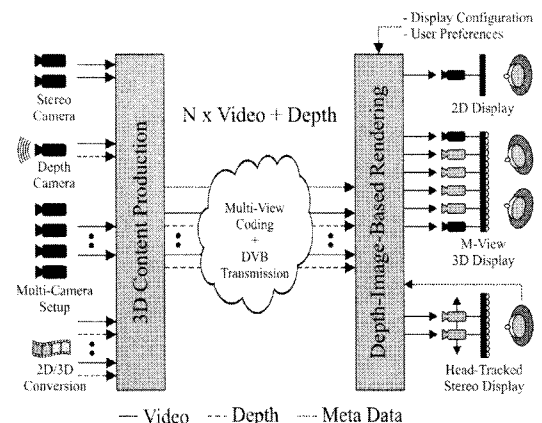 - Display Configuration
- User Preferences
Stereo
Camera
Depth
Camera
Multi-Camera
Setup
2D/3D
Conversion
3D Content Production
N x Video + Depth
Multi-View
Coding
+
DVB
Transmission
Depth-Image-Based Rendering
2D Display
M-View
3D Display
Head-Tracked
Stereo Display
Video
Depth
Meta Data